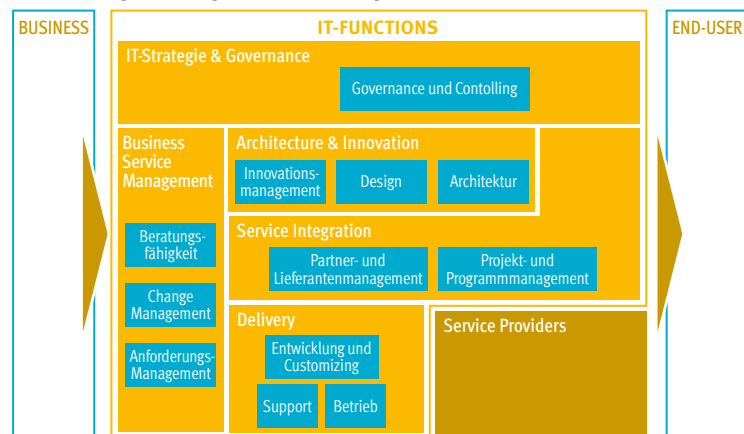 BUSINESS
IT-FUNCTIONS
END-USER
IT-Strategie & Governance
Governance und Contolling
Business
Service
Management
Beratungs-
fähigkeit
Change
Management
Anforderungs-
Management
Architecture & Innovation
Innovations-
management
Design
Architektur
Service Integration
Partner- und
Lieferantenmanagement
Projekt- und
Programmmanagement
Delivery
Entwicklung und
Customizing
Support
Betrieb
Service Providers